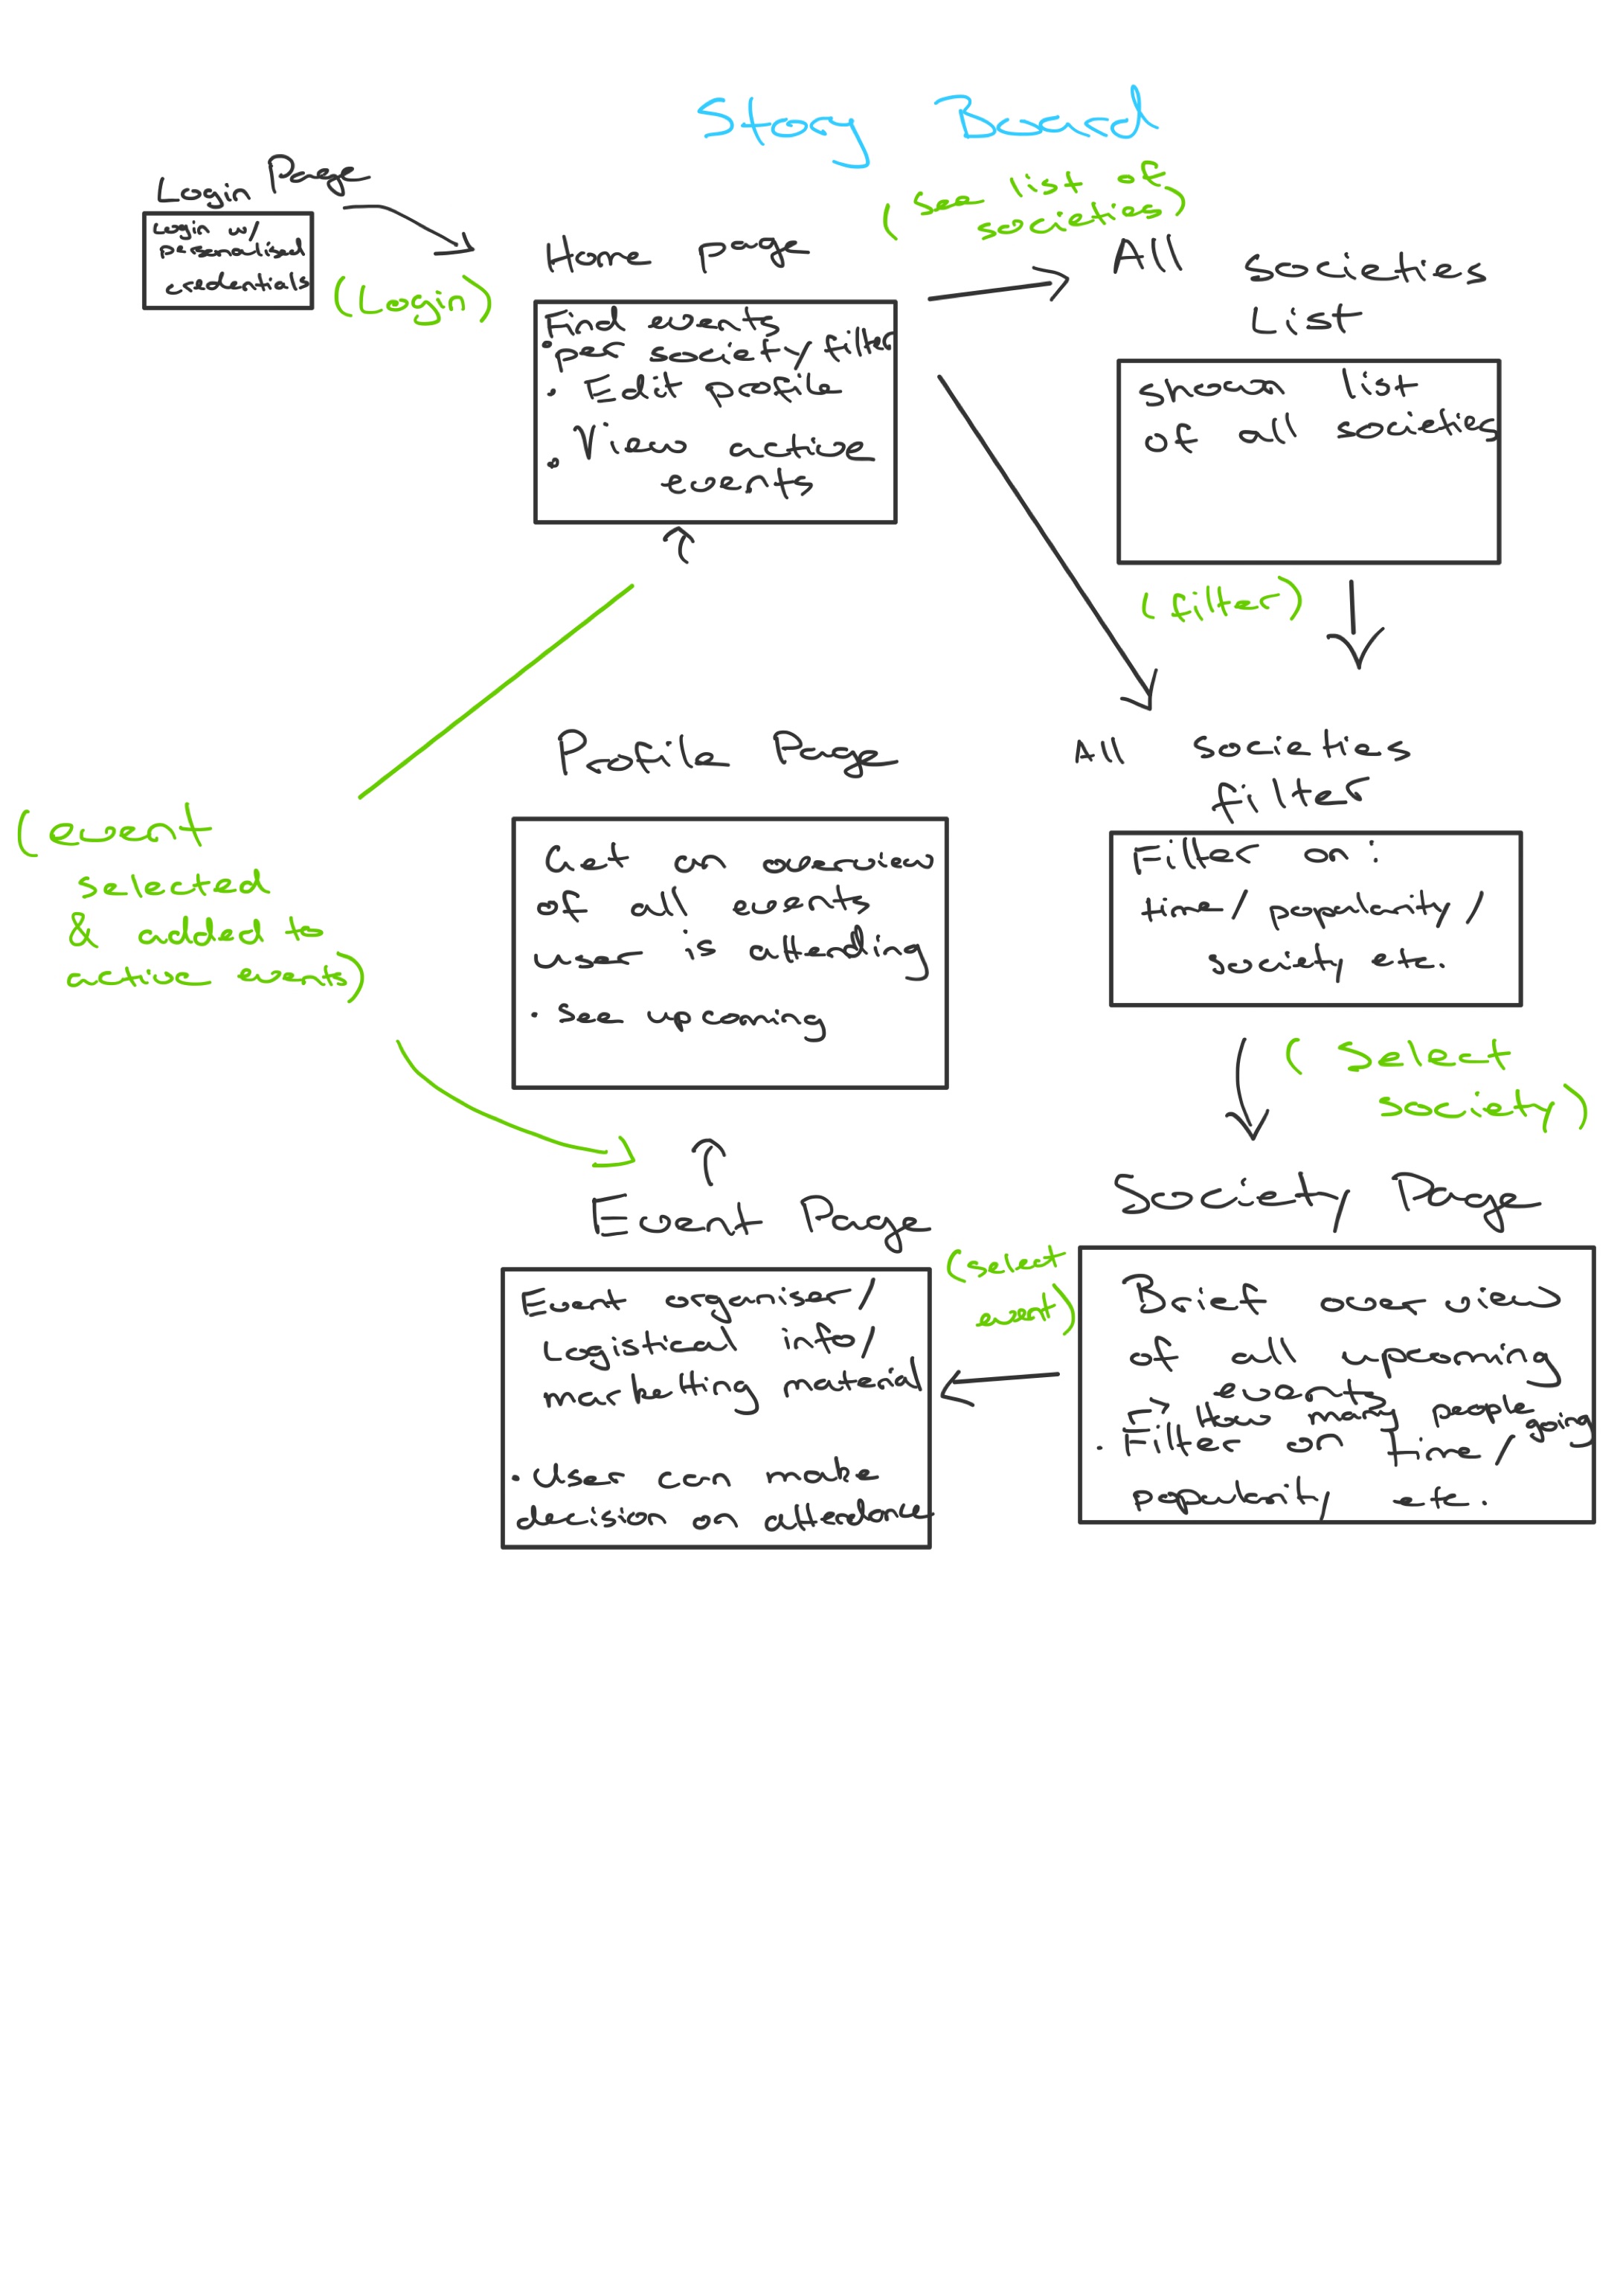 Story Board
Login Page
Login w/
personalised
credentials
(Login)
Home page
Find events
• per society/filter
• Edit profile
• View active
events
(see list of
societies)
All societies
List
show list
of all societies
(filter)
All societies
filter
Filter on :
time/ popularity/
society etc.
(Select
society)
Society Page
Brief overview
of all upcoming
events
↳ How many people going
• Filter on time/
popularity etc.
(select
event)
Event Page
Event organiser/
Logistical info/
marketing material
• User can make
decision on attendance
(event
selected
& added to
active events)
Profile Page
Get an overview
of all events
user is attending
• see upcoming